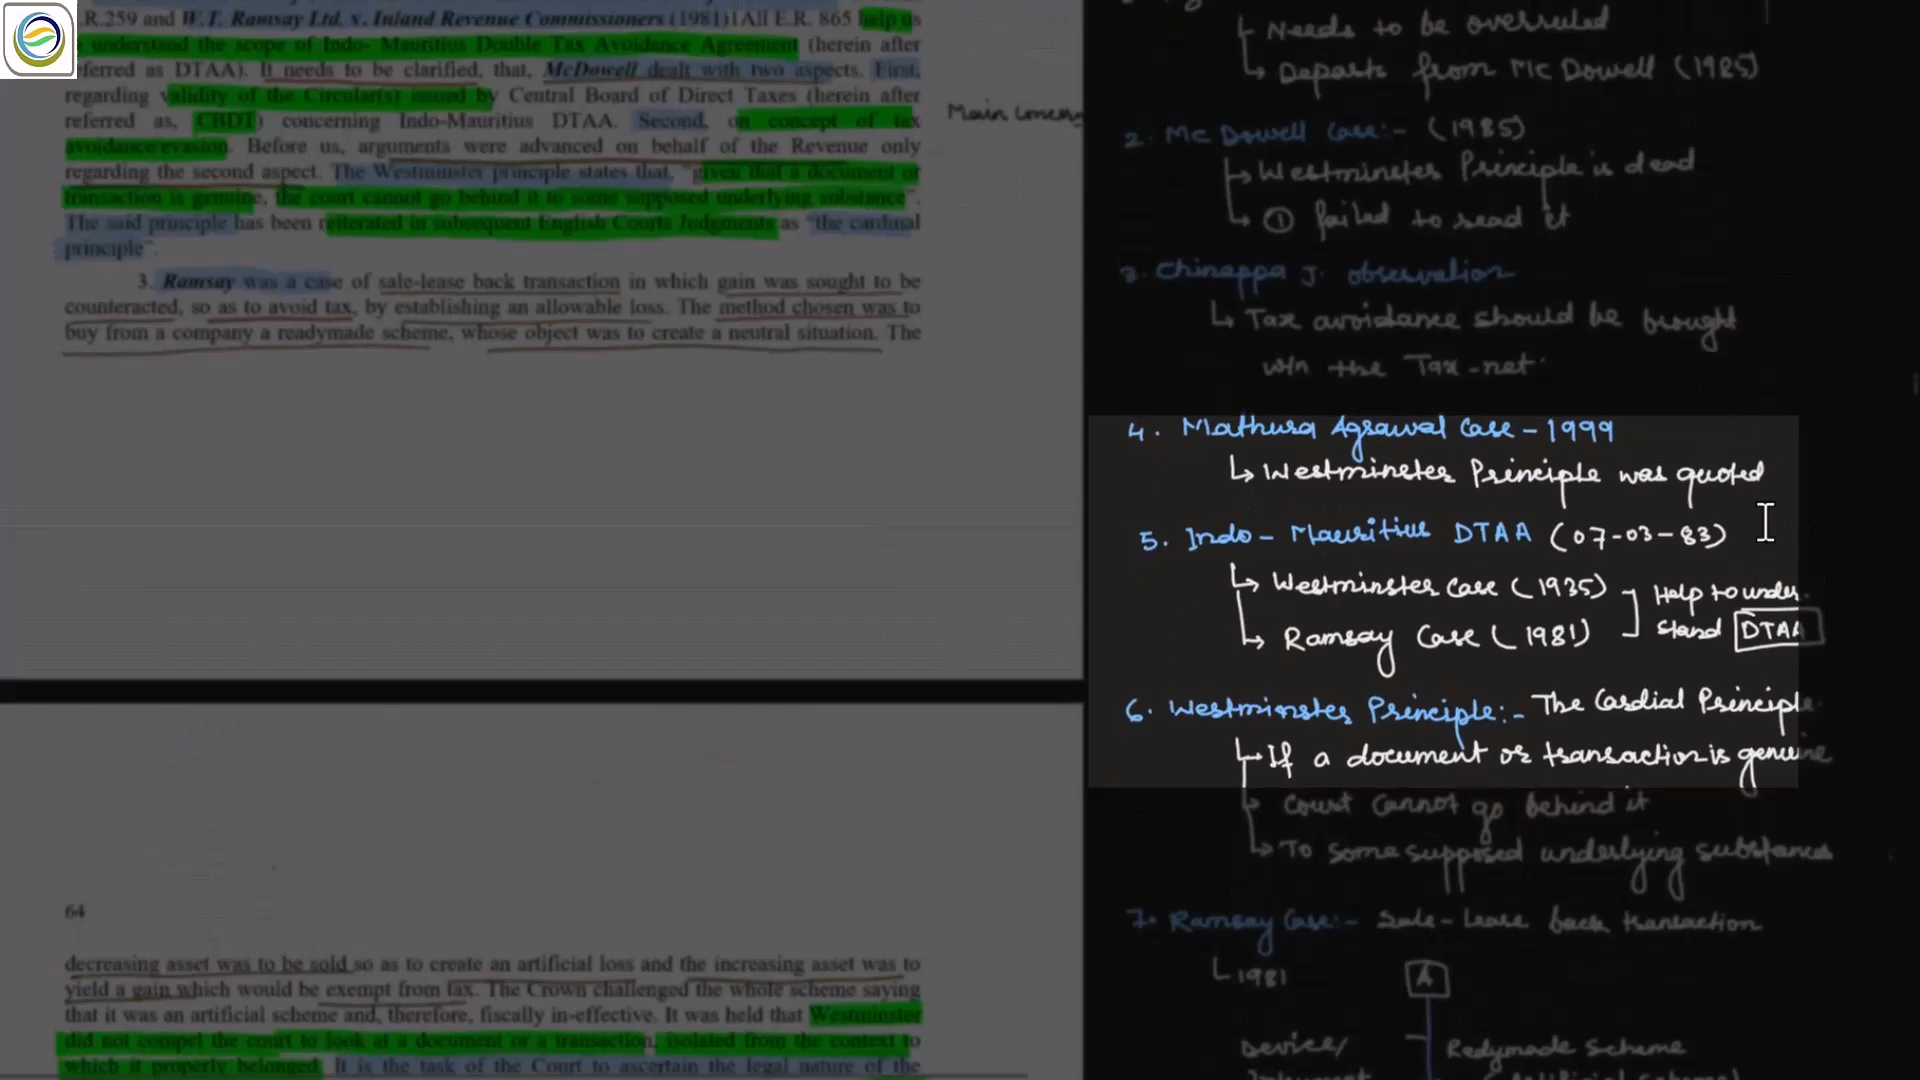 .R.259 and W.T. Ramsay Ltd. v. Inland Revenue Commissioners (1981)1All E.R. 865 help us
understand the scope of Indo- Mauritius Double Tax Avoidance Agreement (herein after
referred as DTAA). It needs to be clarified, that, McDowell dealt with two aspects. First,
regarding validity of the Circular(s) issued by Central Board of Direct Taxes (herein after
referred as, CBDT) concerning Indo-Mauritius DTAA. Second, on concept of tax
avoidance/evasion. Before us, arguments were advanced on behalf of the Revenue only
regarding the second aspect. The Westminster principle states that, "given that a document or
transaction is genuine, the court cannot go behind it to some supposed underlying substance".
The said principle has been reiterated in subsequent English Courts Judgments as "the cardinal
principle".
3. Ramsay was a case of sale-lease back transaction in which gain was sought to be
counteracted, so as to avoid tax, by establishing an allowable loss. The method chosen was to
buy from a company a readymade scheme, whose object was to create a neutral situation. The
64
decreasing asset was to be sold so as to create an artificial loss and the increasing asset was to
yield a gain which would be exempt from tax. The Crown challenged the whole scheme saying
that it was an artificial scheme and, therefore, fiscally in-effective. It was held that Westminster
did not compel the court to look at a document or a transaction, isolated from the context to
which it properly belonged. It is the task of the Court to ascertain the legal nature of the
Main
Needs to be overruled
Departs from Mc Dowell (1985)
2. Mc Dowell Case:- (1985)
Westminster Principle is dead
① failed to read it
3. Chinappa J. observation
Tax avoidance should be brought
w/n the Tax-net.
4. Mathura Agrawal Case - 1999
Westminster Principle was quoted
5. Indo - Mauritius DTAA (07-03-83)
Westminster Case (1935)
Help to under-
Ramsay Case (1981)
stand DTAA
6. Westminster Principle:- The Cardial Principle.
If a document or transaction is genuine
Court cannot go behind it
To some supposed underlying substances
7. Ramsay Case:- Sale-Lease back transaction
1981
A
Device/
Redymade Scheme